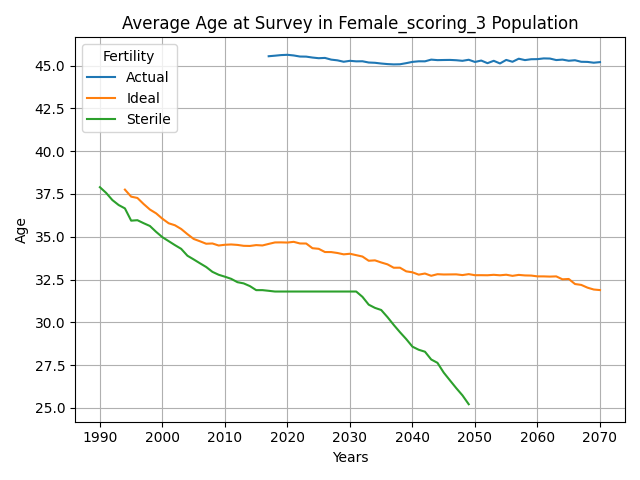 Average Age at Survey in Female_scoring_3 Population
Fertility
Actual
Ideal
Sterile
Age
45.0
42.5
40.0
37.5
35.0
32.5
30.0
27.5
25.0
1990 2000 2010 2020 2030 2040 2050 2060 2070
Years